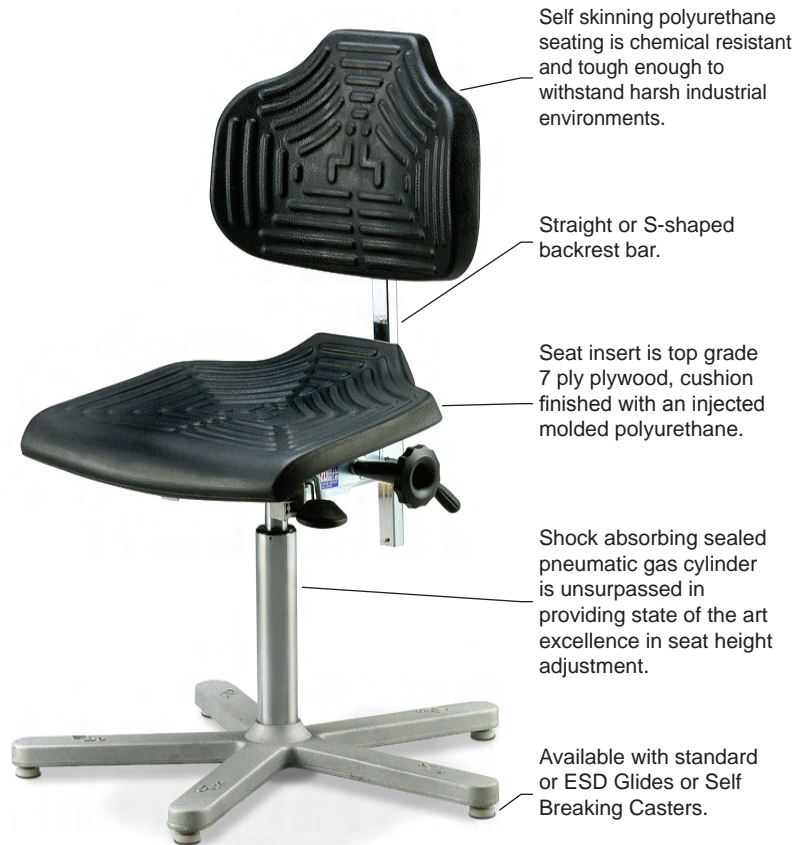 Self skinning polyurethane
seating is chemical resistant
and tough enough to
withstand harsh industrial
environments.
Straight or S-shaped
backrest bar.
Seat insert is top grade
7 ply plywood, cushion
finished with an injected
molded polyurethane.
Shock absorbing sealed
pneumatic gas cylinder
is unsurpassed in
providing state of the art
excellence in seat height
adjustment.
Available with standard
or ESD Glides or Self
Breaking Casters.